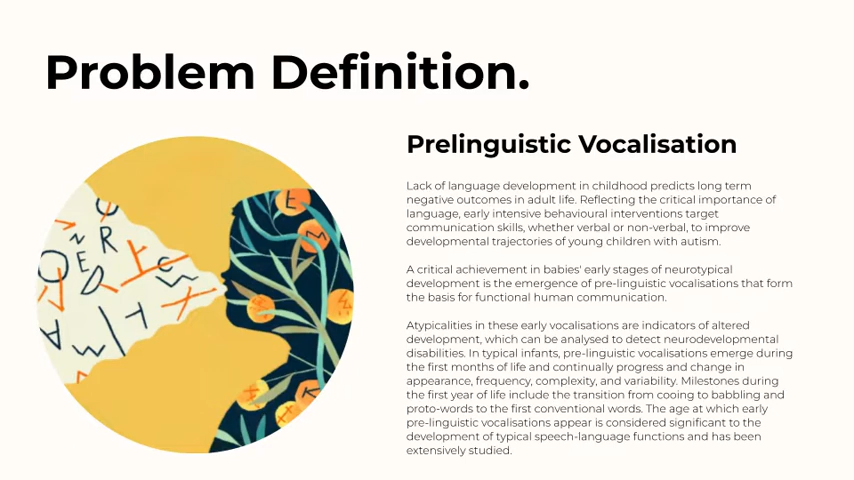 Problem Definition.
Prelinguistic Vocalisation
Lack of language development in childhood predicts long term
negative outcomes in adult life. Reflecting the critical importance of
language, early intensive behavioural interventions target
communication skills, whether verbal or non-verbal, to improve
developmental trajectories of young children with autism.
A critical achievement in babies' early stages of neurotypical
development is the emergence of pre-linguistic vocalisations that form
the basis for functional human communication.
Atypicalities in these early vocalisations are indicators of altered
development, which can be analysed to detect neurodevelopmental
disabilities. In typical infants, pre-linguistic vocalisations emerge during
the first months of life and continually progress and change in
appearance, frequency, complexity, and variability. Milestones during
the first year of life include the transition from cooing to babbling and
proto-words to the first conventional words. The age at which early
pre-linguistic vocalisations appear is considered significant to the
development of typical speech-language functions and has been
extensively studied.